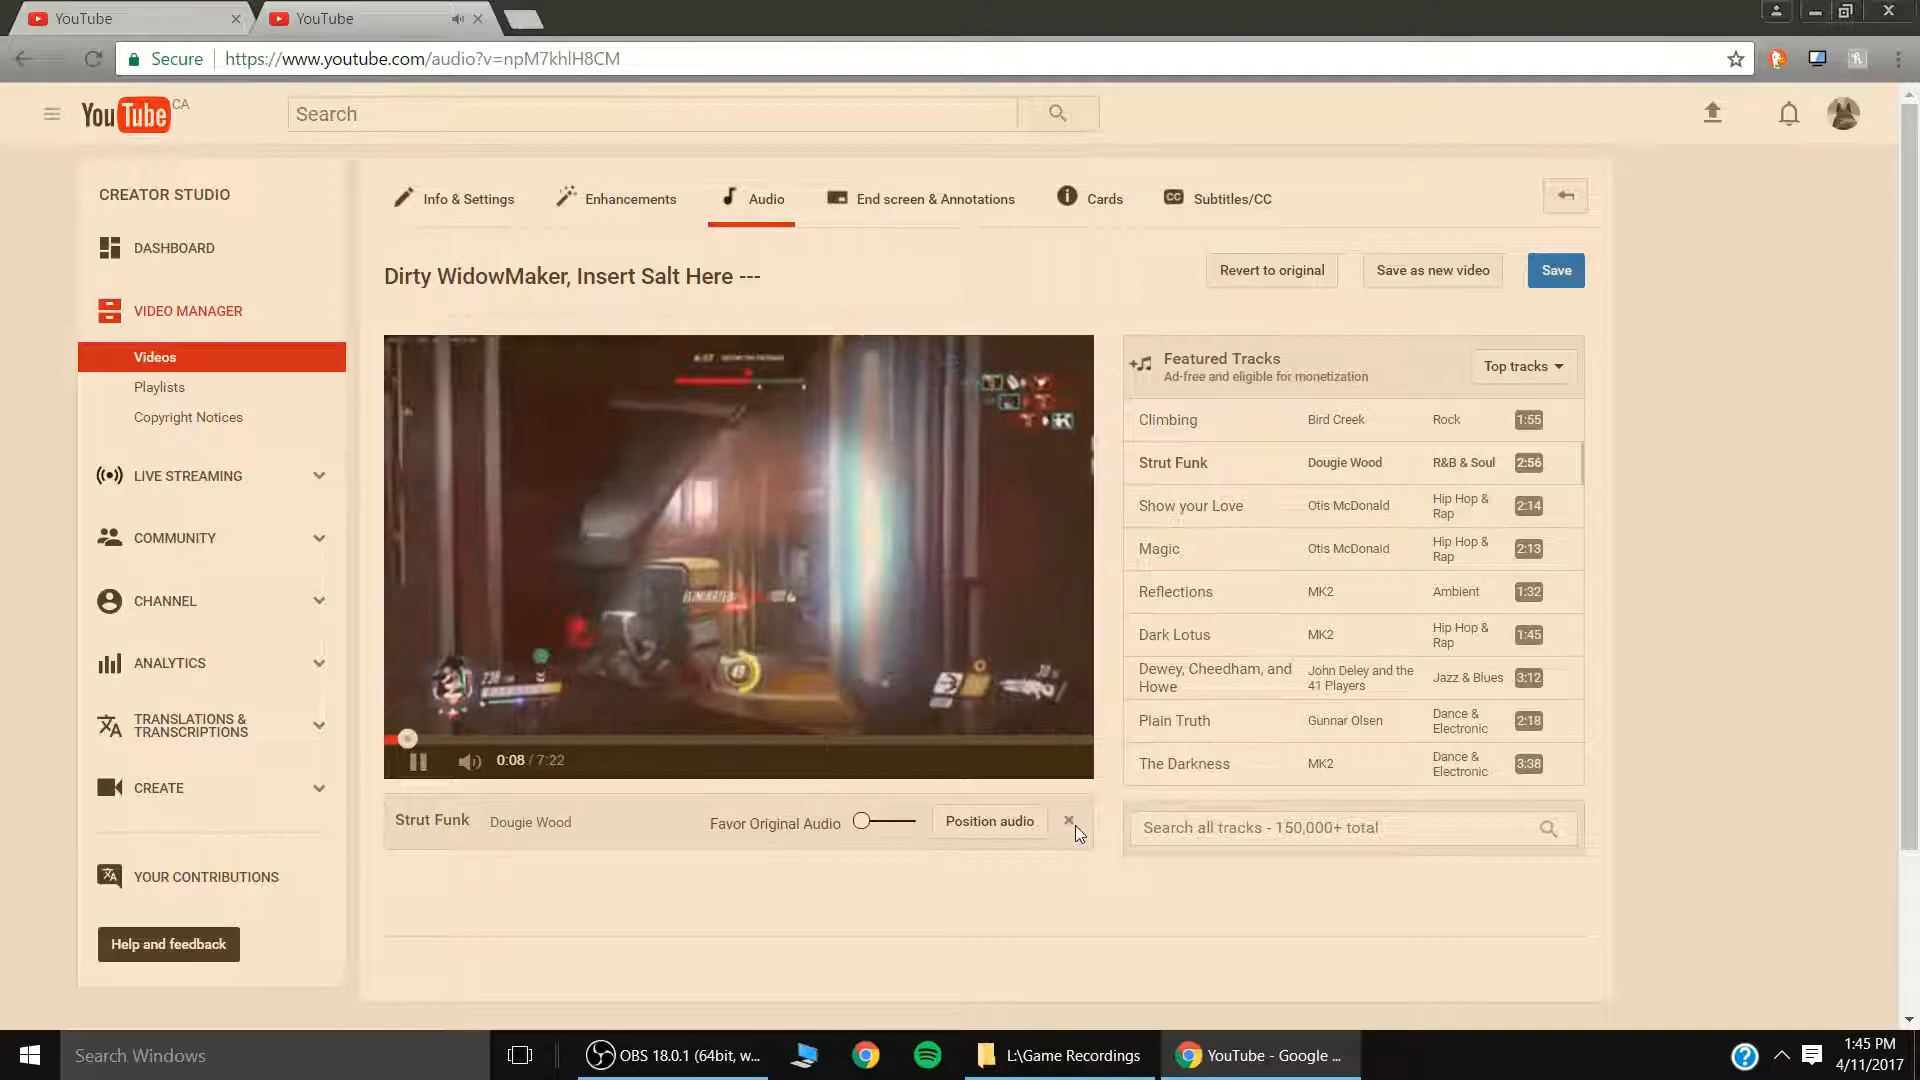 YouTube
YouTube
Secure
https://www.youtube.com/audio?v=npM7khlH8CM
YouTube CA
Search
CREATOR STUDIO
DASHBOARD
VIDEO MANAGER
Videos
Playlists
Copyright Notices
LIVE STREAMING
COMMUNITY
CHANNEL
ANALYTICS
TRANSLATIONS &
TRANSCRIPTIONS
CREATE
YOUR CONTRIBUTIONS
Help and feedback
Info & Settings
Enhancements
Audio
End screen & Annotations
Cards
CC Subtitles/CC
Dirty WidowMaker, Insert Salt Here ---
Revert to original
Save as new video
Save
0:08 / 7:22
Strut Funk Dougie Wood
Favor Original Audio
Position audio
Featured Tracks
Ad-free and eligible for monetization
Top tracks
Climbing Bird Creek Rock 1:55
Strut Funk Dougie Wood R&B & Soul 2:56
Show your Love Otis McDonald Hip Hop &
Rap 2:14
Magic Otis McDonald Hip Hop &
Rap 2:13
Reflections MK2 Ambient 1:32
Dark Lotus MK2 Hip Hop &
Rap 1:45
Dewey, Cheedham, and
Howe John Deley and the
41 Players Jazz & Blues 3:12
Plain Truth Gunnar Olsen Dance &
Electronic 2:18
The Darkness MK2 Dance &
Electronic 3:38
Search all tracks - 150,000+ total
Search Windows
OBS 18.0.1 (64bit, w...
L:\Game Recordings
YouTube - Google ...
1:45 PM
4/11/2017